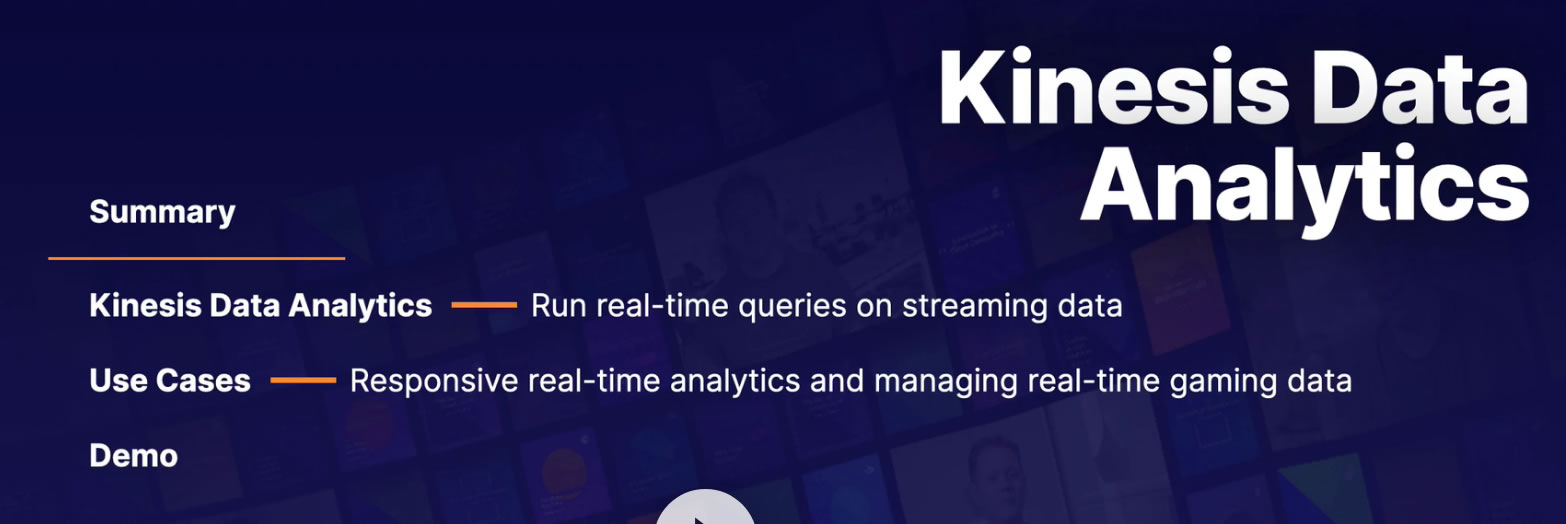 Kinesis Data
Analytics
Summary
Kinesis Data Analytics — Run real-time queries on streaming data
Use Cases — Responsive real-time analytics and managing real-time gaming data
Demo